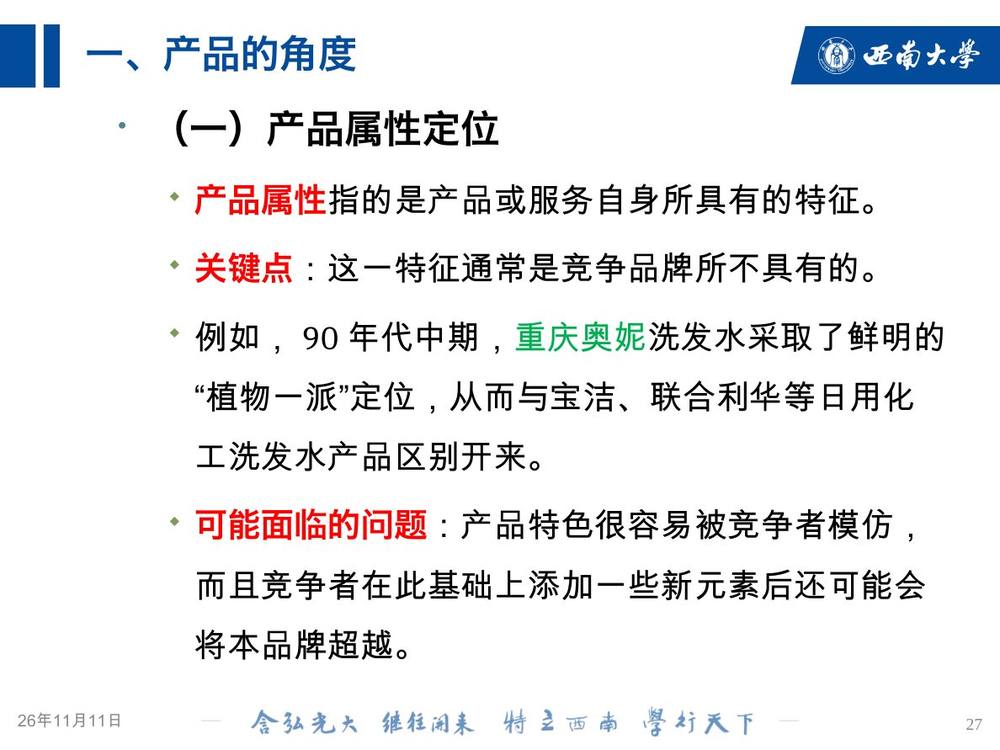 一、产品的角度
西南大学
（一）产品属性定位
产品属性指的是产品或服务自身所具有的特征。
关键点：这一特征通常是竞争品牌所不具有的。
例如，90年代中期，重庆奥妮洗发水采取了鲜明的
“植物一派”定位，从而与宝洁、联合利华等日用化
工洗发水产品区别开来。
可能面临的问题：产品特色很容易被竞争者模仿，
而且竞争者在此基础上添加一些新元素后还可能会
将本品牌超越。
26年11月11日
含弘光大 继往开来 特立西南 學行天下
27